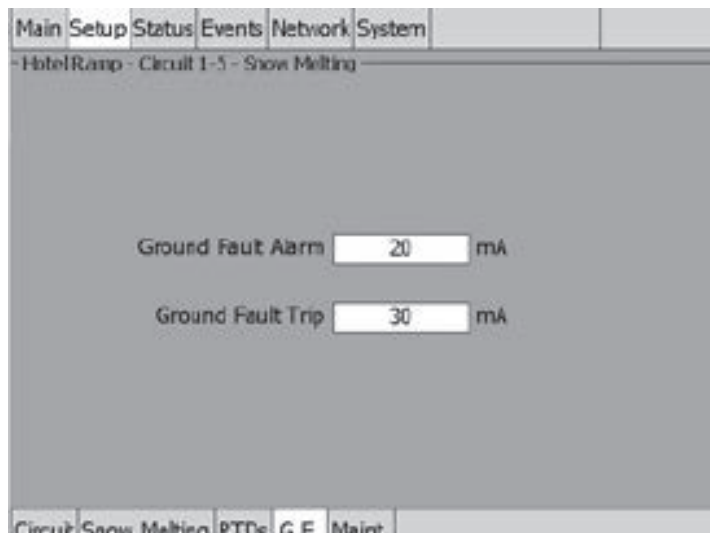 Main Setup Status Events Network System
Hotel Ramp - Circuit 1-5 - Snow Melting
Ground Fault Alarm 20 mA
Ground Fault Trip 30 mA
Circuit Snow Melting RTDs G.F. Maint.